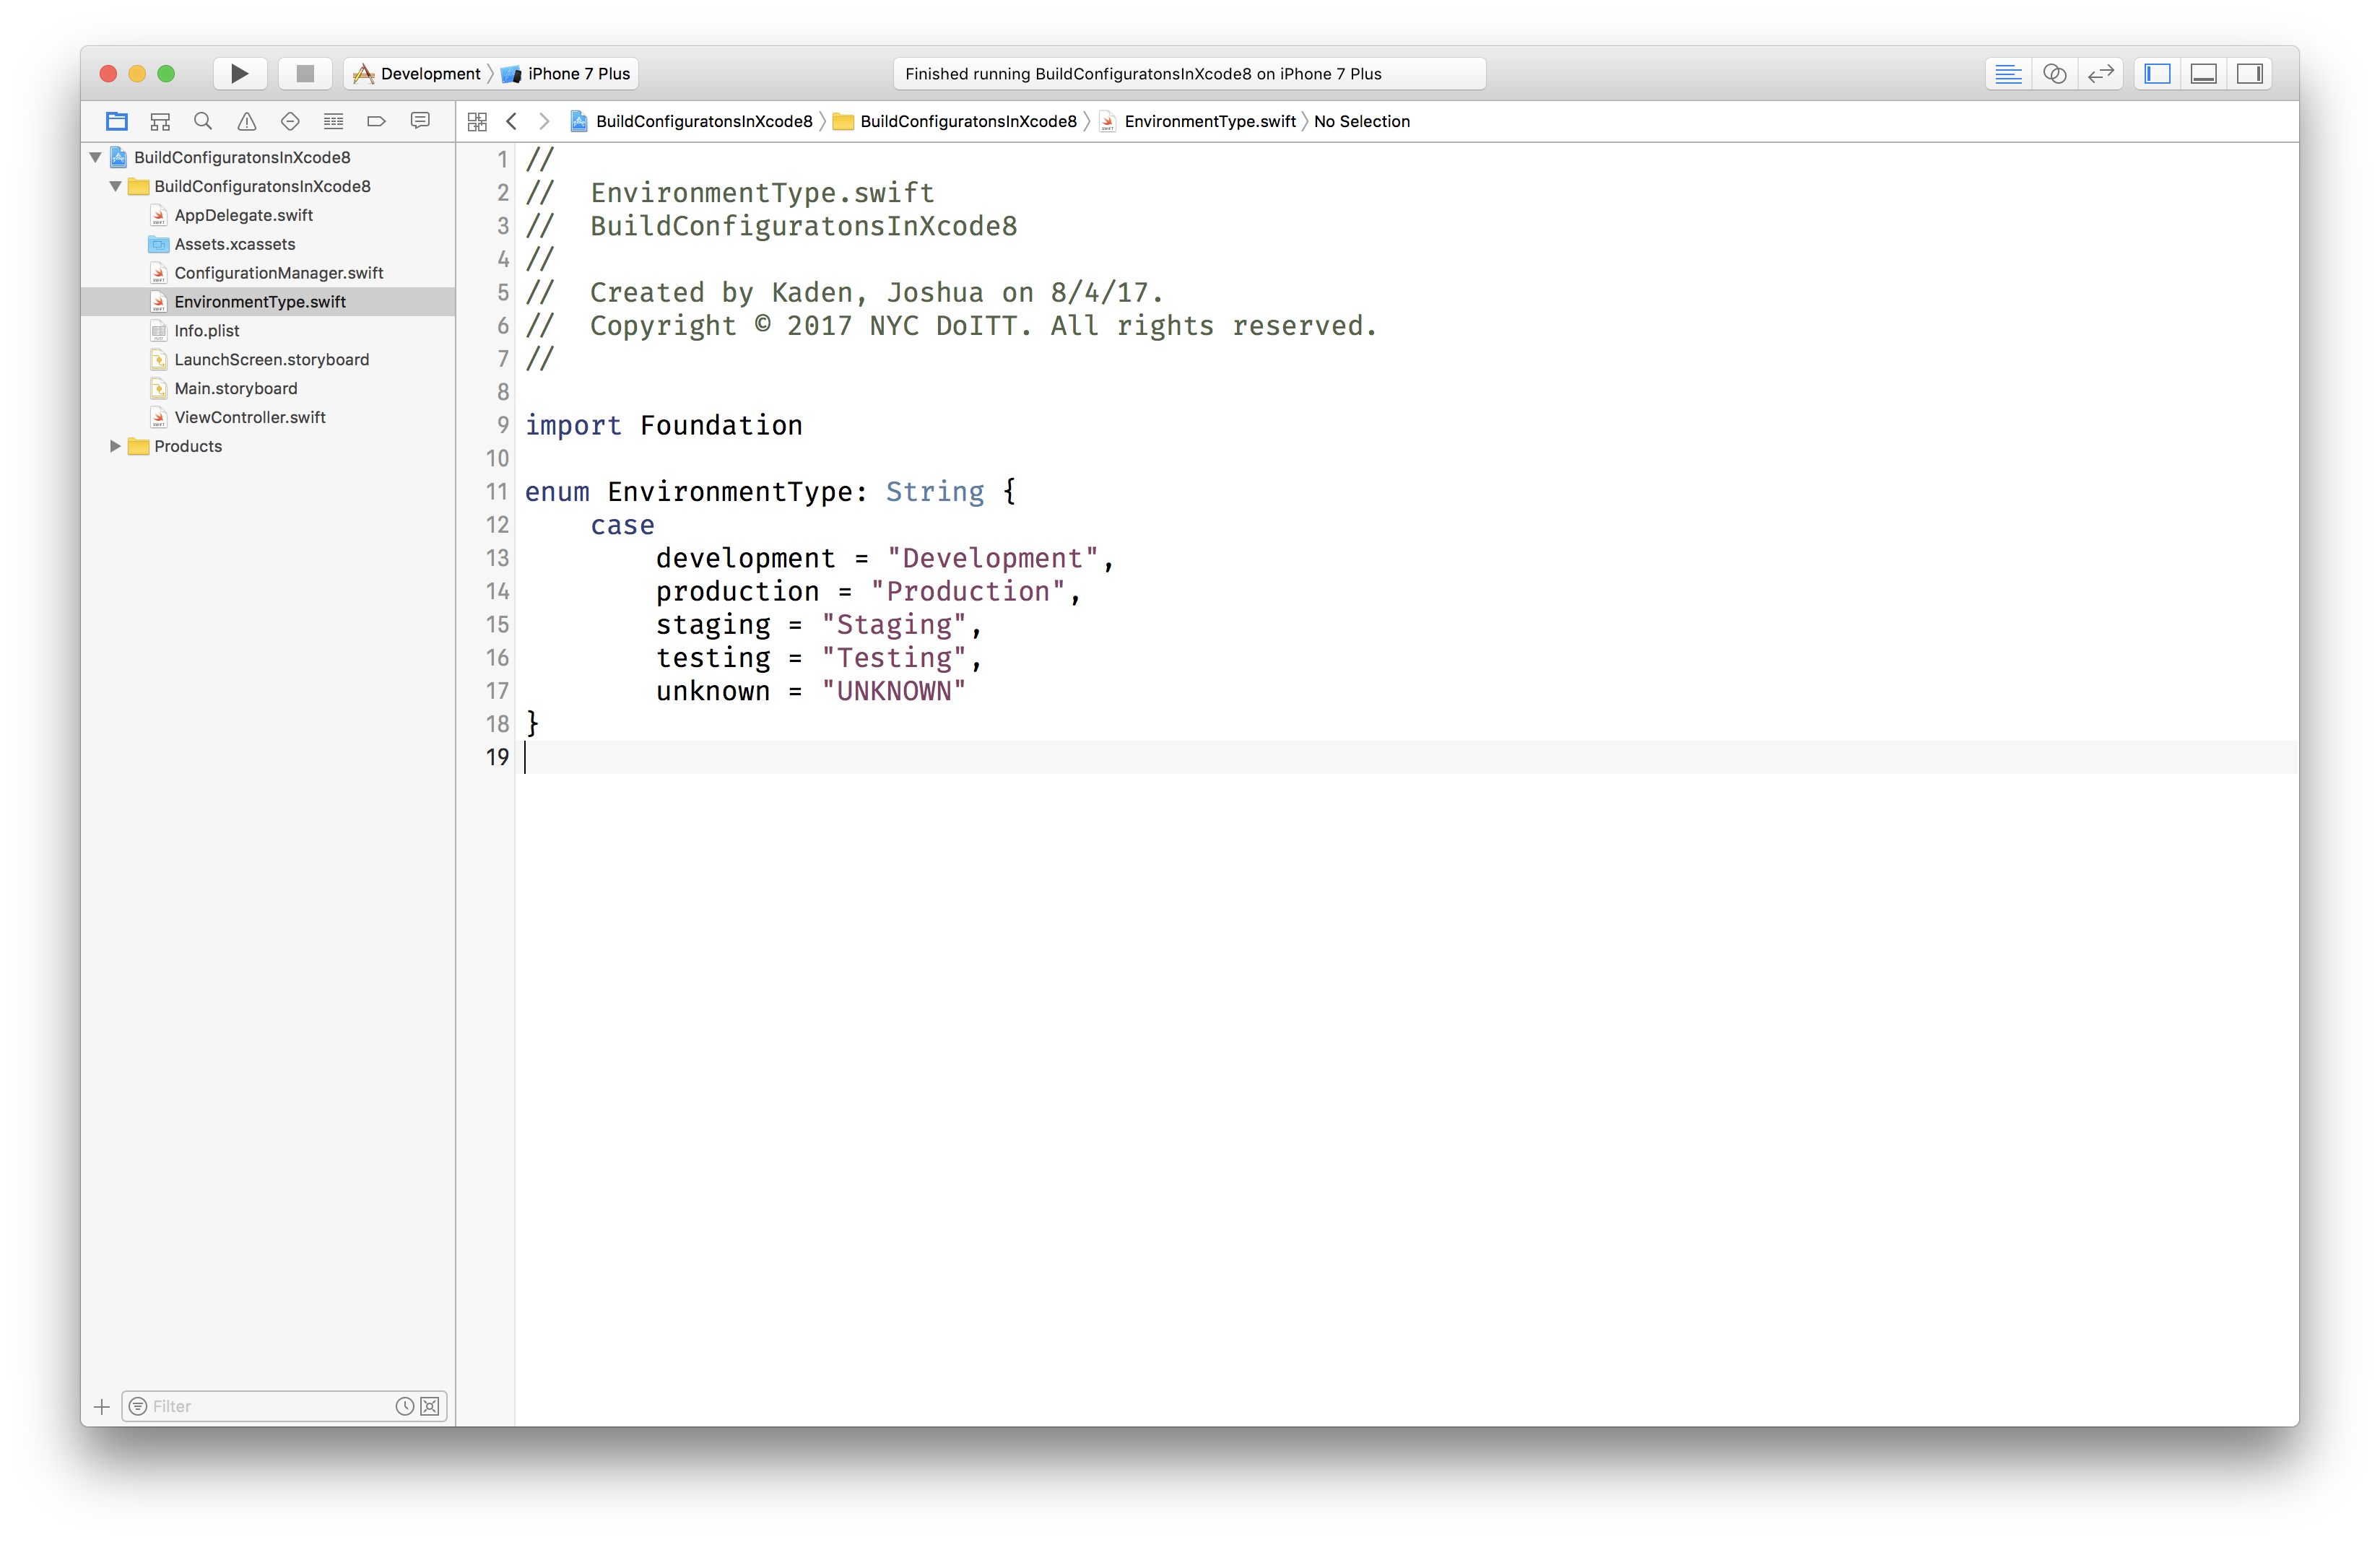 Development iPhone 7 Plus
Finished running BuildConfiguratonsInXcode8 on iPhone 7 Plus
BuildConfiguratonsInXcode8
BuildConfiguratonsInXcode8
AppDelegate.swift
Assets.xcassets
ConfigurationManager.swift
EnvironmentType.swift
Info.plist
LaunchScreen.storyboard
Main.storyboard
ViewController.swift
Products
Filter
BuildConfiguratonsInXcode8 BuildConfiguratonsInXcode8 EnvironmentType.swift No Selection
1 //
2 //  EnvironmentType.swift
3 //  BuildConfiguratonsInXcode8
4 //
5 //  Created by Kaden, Joshua on 8/4/17.
6 //  Copyright © 2017 NYC DoITT. All rights reserved.
7 //
8
9 import Foundation
10
11 enum EnvironmentType: String {
12     case
13         development = "Development",
14         production = "Production",
15         staging = "Staging",
16         testing = "Testing",
17         unknown = "UNKNOWN"
18 }
19